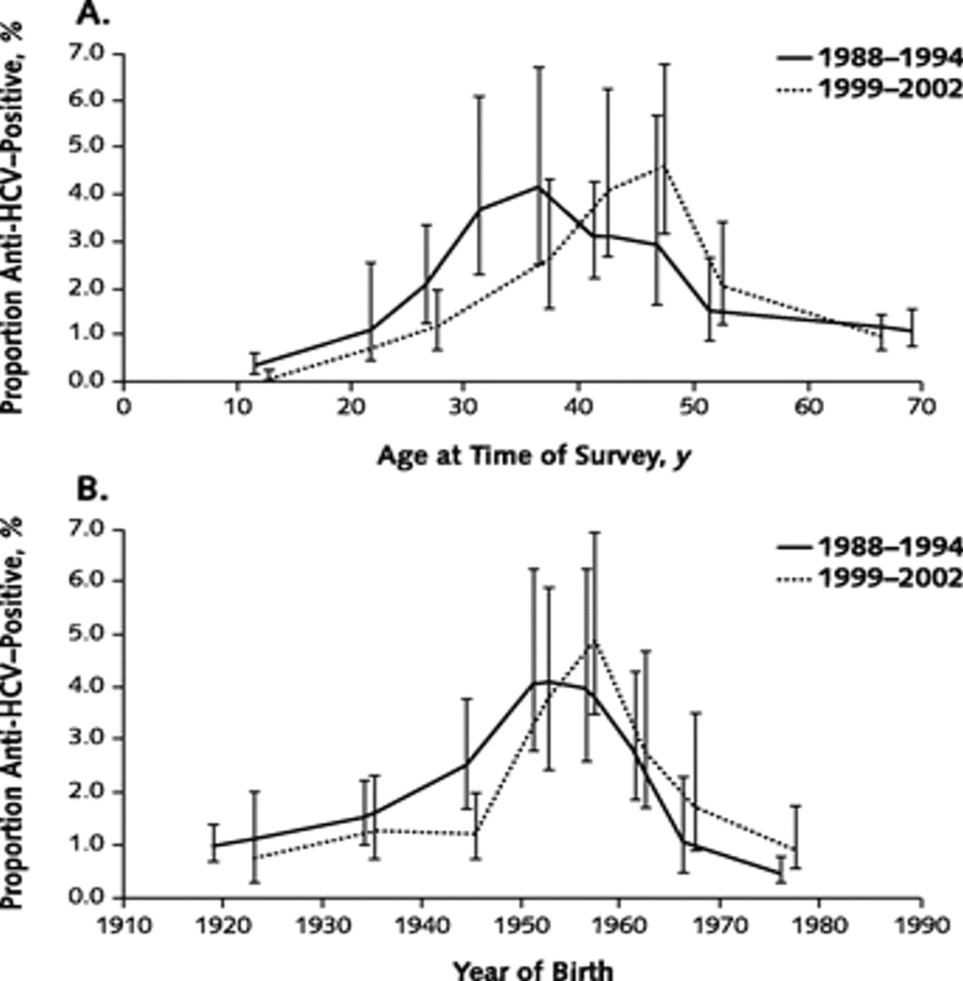 A.
Proportion Anti-HCV–Positive, %
7.0
6.0
5.0
4.0
3.0
2.0
1.0
0.0
1988–1994
1999–2002
0 10 20 30 40 50 60 70
Age at Time of Survey, y
B.
Proportion Anti-HCV–Positive, %
7.0
6.0
5.0
4.0
3.0
2.0
1.0
0.0
1988–1994
1999–2002
1910 1920 1930 1940 1950 1960 1970 1980 1990
Year of Birth